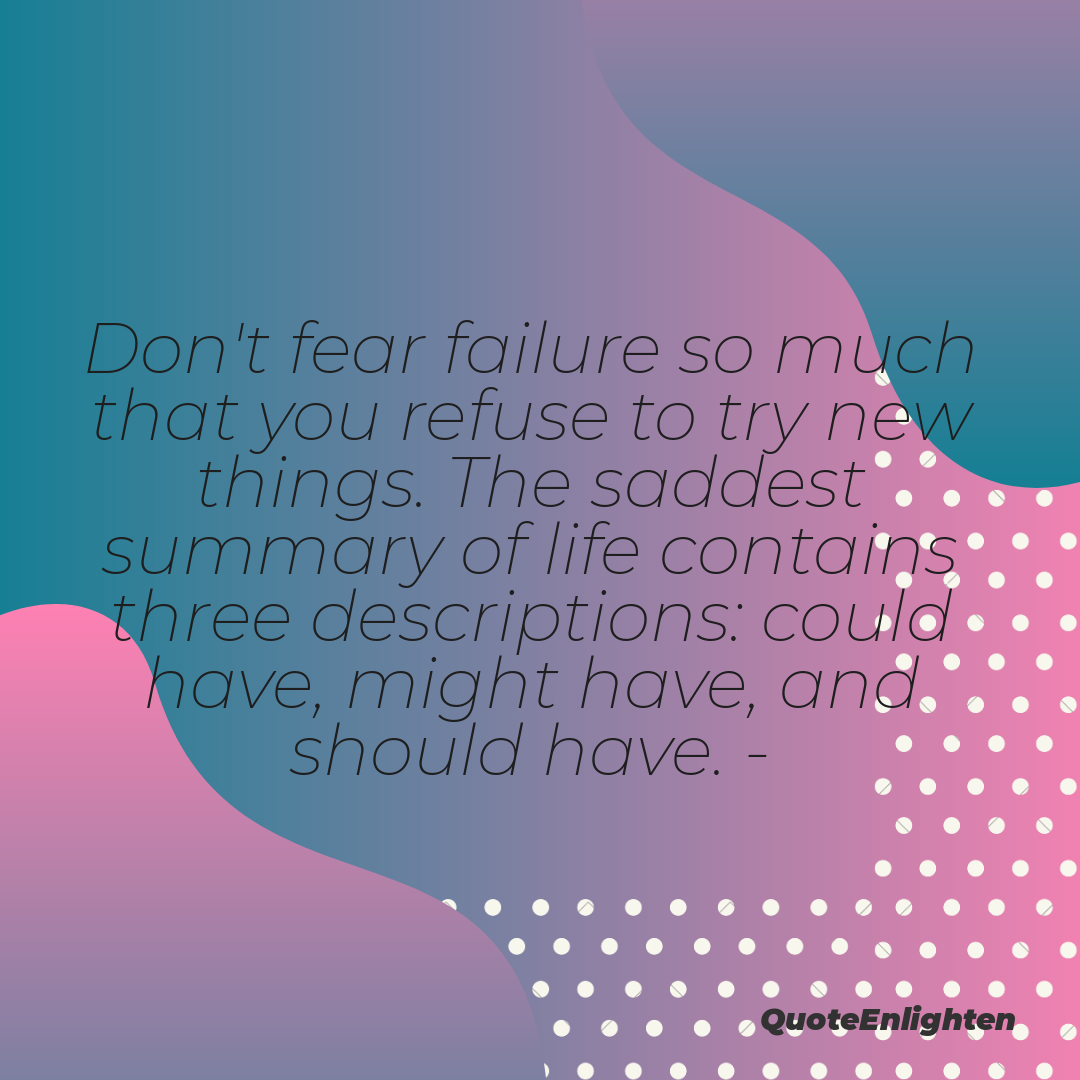 Don't fear failure so much
that you refuse to try new
things. The saddest
summary of life contains
three descriptions: could
have, might have, and
should have. -
QuoteEnlighten